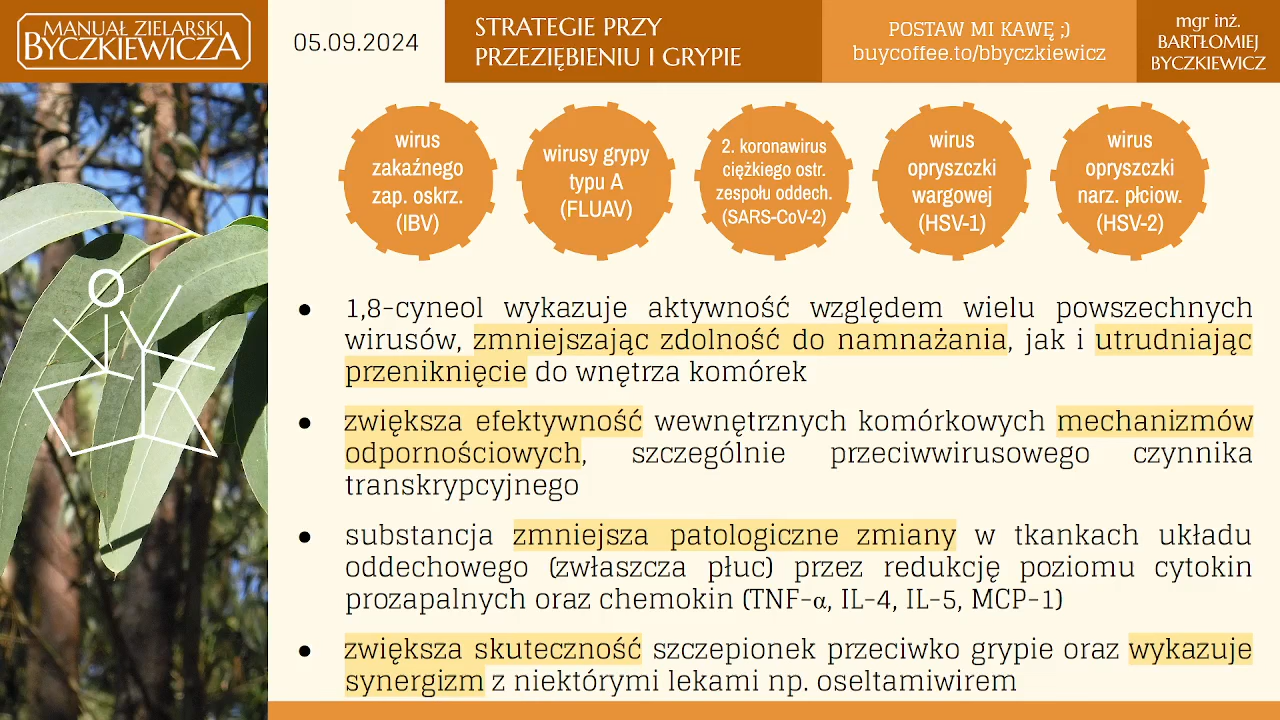 MANUAŁ ZIELARSKI
BYCZKIEWICZA
05.09.2024
STRATEGIE PRZY
PRZEZIĘBIENIU I GRYPIE
POSTAW MI KAWĘ ;)
buycoffee.to/bbyczkiewicz
mgr inż.
BARTŁOMIEJ
BYCZKIEWICZ
wirus
zakaźnego
zap. oskrz.
(IBV)
wirusy grypy
typu A
(FLUAV)
2. koronawirus
ciężkiego ostr.
zespołu oddech.
(SARS-CoV-2)
wirus
opryszczki
wargowej
(HSV-1)
wirus
opryszczki
narz. płciow.
(HSV-2)
O
● 1,8-cyneol wykazuje aktywność względem wielu powszechnych
wirusów, zmniejszając zdolność do namnażania, jak i utrudniając
przeniknięcie do wnętrza komórek
● zwiększa efektywność wewnętrznych komórkowych mechanizmów
odpornościowych, szczególnie przeciwwirusowego czynnika
transkrypcyjnego
● substancja zmniejsza patologiczne zmiany w tkankach układu
oddechowego (zwłaszcza płuc) przez redukcję poziomu cytokin
prozapalnych oraz chemokin (TNF-α, IL-4, IL-5, MCP-1)
● zwiększa skuteczność szczepionek przeciwko grypie oraz wykazuje
synergizm z niektórymi lekami np. oseltamiwirem